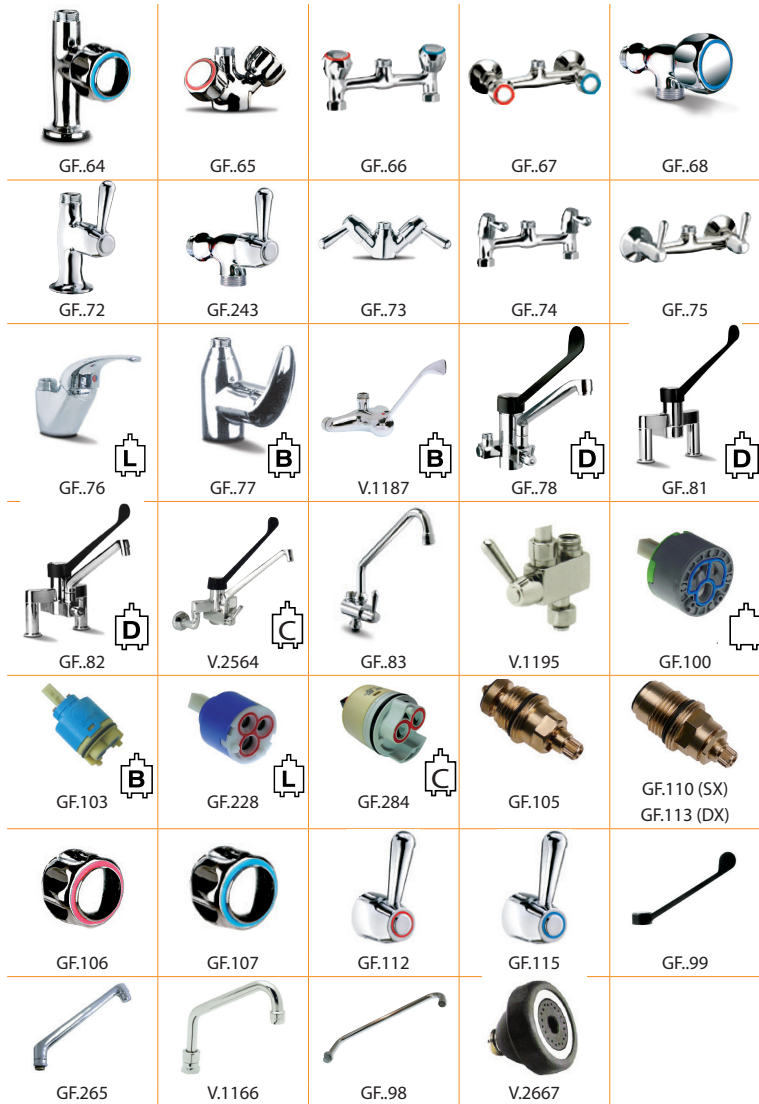 GF..64
GF..65
GF..66
GF..67
GF..68
GF..72
GF.243
GF..73
GF..74
GF..75
L
GF..76
B
GF..77
B
V.1187
D
GF..78
D
GF..81
D
GF..82
C
V.2564
GF..83
V.1195
GF.100
B
GF.103
L
GF.228
C
GF.284
GF.105
GF.110 (SX)
GF.113 (DX)
GF.106
GF.107
GF.112
GF.115
GF..99
GF.265
V.1166
GF..98
V.2667